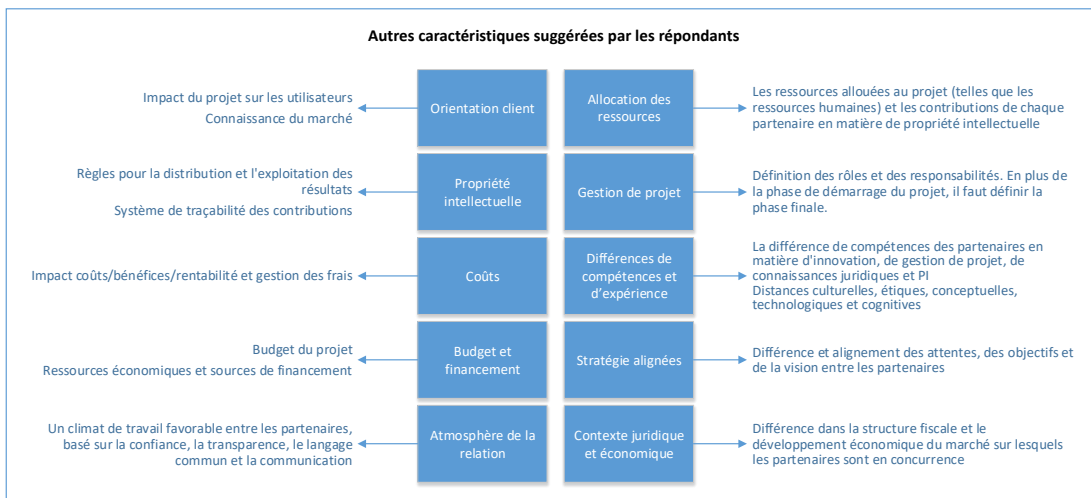 Autres caractéristiques suggérées par les répondants
Impact du projet sur les utilisateurs
Connaissance du marché
Orientation client
Allocation des
ressources
Les ressources allouées au projet (telles que les
ressources humaines) et les contributions de chaque
partenaire en matière de propriété intellectuelle
Règles pour la distribution et l'exploitation des
résultats
Système de traçabilité des contributions
Propriété
intellectuelle
Gestion de projet
Définition des rôles et des responsabilités. En plus de
la phase de démarrage du projet, il faut définir la
phase finale.
Impact coûts/bénéfices/rentabilité et gestion des frais
Coûts
Différences de
compétences et
d’expérience
La différence de compétences des partenaires en
matière d'innovation, de gestion de projet, de
connaissances juridiques et PI
Distances culturelles, étiques, conceptuelles,
technologiques et cognitives
Budget du projet
Ressources économiques et sources de financement
Budget et
financement
Stratégie alignées
Différence et alignement des attentes, des objectifs et
de la vision entre les partenaires
Un climat de travail favorable entre les partenaires,
basé sur la confiance, la transparence, le langage
commun et la communication
Atmosphère de la
relation
Contexte juridique
et économique
Différence dans la structure fiscale et le
développement économique du marché sur lesquels
les partenaires sont en concurrence